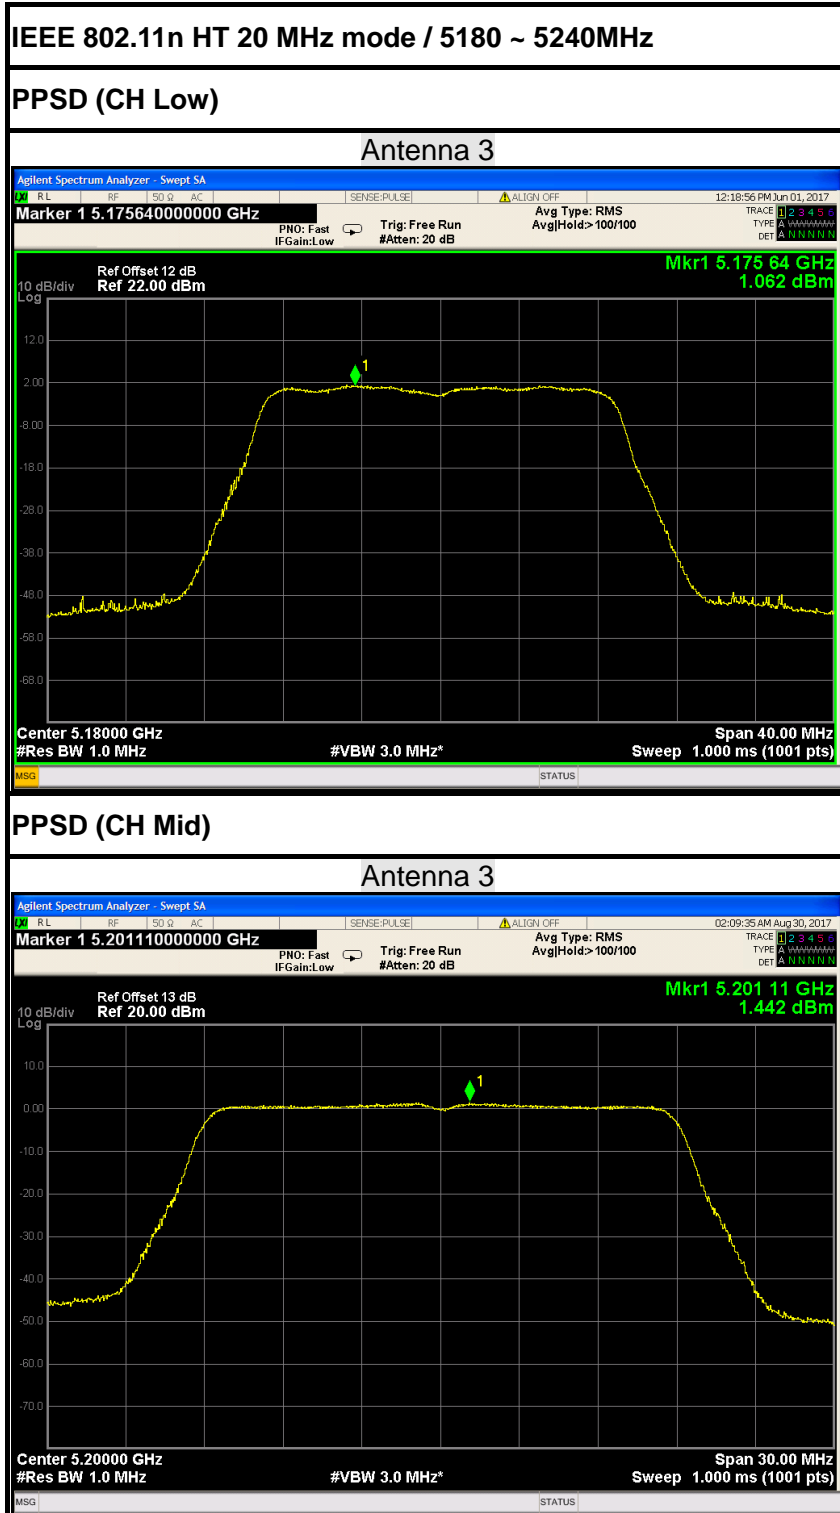 IEEE 802.11n HT 20 MHz mode / 5180 ~ 5240MHz
PPSD (CH Low)
Antenna 3
Agilent Spectrum Analyzer - Swept SA
LXI RL RF 50 Ω AC SENSE:PULSE ALIGN OFF 12:18:56 PM Jun 01, 2017
Marker 1 5.175640000000 GHz Avg Type: RMS TRACE 1 2 3 4 5 6
PNO: Fast Trig: Free Run Avg|Hold:>100/100 TYPE A WWWWW
IFGain:Low #Atten: 20 dB DET A N N N N N
Mkr1 5.175 64 GHz
Ref Offset 12 dB 1.062 dBm
10 dB/div Ref 22.00 dBm
Log
1
12.0
2.00
-8.00
-18.0
-28.0
-38.0
-48.0
-58.0
-68.0
Center 5.18000 GHz Span 40.00 MHz
#Res BW 1.0 MHz #VBW 3.0 MHz* Sweep 1.000 ms (1001 pts)
MSG STATUS
PPSD (CH Mid)
Antenna 3
Agilent Spectrum Analyzer - Swept SA
LXI RL RF 50 Ω AC SENSE:PULSE ALIGN OFF 02:09:35 AM Aug 30, 2017
Marker 1 5.201110000000 GHz Avg Type: RMS TRACE 1 2 3 4 5 6
PNO: Fast Trig: Free Run Avg|Hold:>100/100 TYPE A WWWWW
IFGain:Low #Atten: 20 dB DET A N N N N N
Mkr1 5.201 11 GHz
Ref Offset 13 dB 1.442 dBm
10 dB/div Ref 20.00 dBm
Log
10.0
1
0.00
-10.0
-20.0
-30.0
-40.0
-50.0
-60.0
-70.0
Center 5.20000 GHz Span 30.00 MHz
#Res BW 1.0 MHz #VBW 3.0 MHz* Sweep 1.000 ms (1001 pts)
MSG STATUS